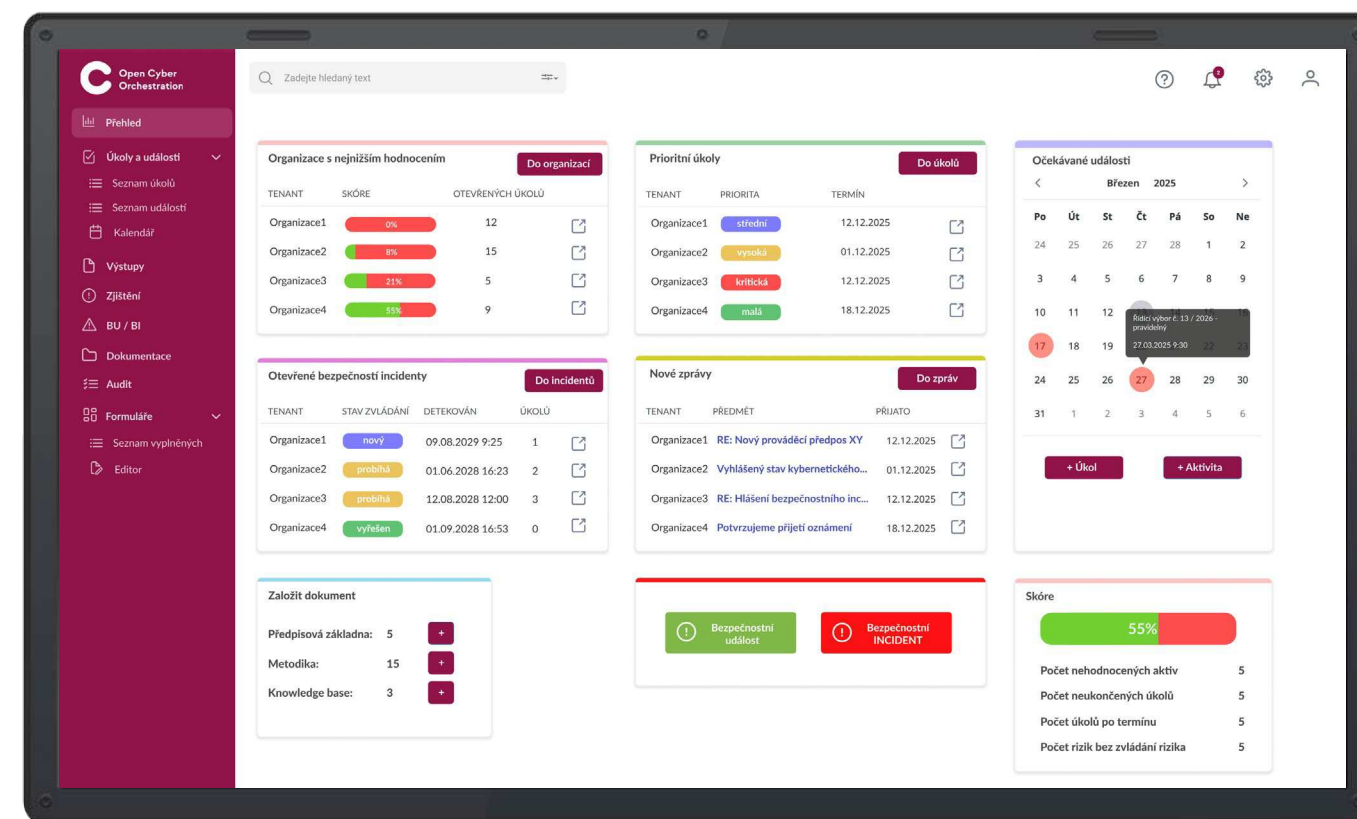 Open Cyber
Orchestration
Zadejte hledaný text
2
Přehled
Úkoly a události
Seznam úkolů
Seznam událostí
Kalendář
Výstupy
Zjištění
BU / BI
Dokumentace
Audit
Formuláře
Seznam vyplněných
Editor
Organizace s nejnižším hodnocením
Do organizací
TENANT SKÓRE OTEVŘENÝCH ÚKOLŮ
Organizace1 0% 12
Organizace2 8% 15
Organizace3 21% 5
Organizace4 55% 9
Prioritní úkoly
Do úkolů
TENANT PRIORITA TERMÍN
Organizace1 střední 12.12.2025
Organizace2 vysoká 01.12.2025
Organizace3 kritická 12.12.2025
Organizace4 malá 18.12.2025
Očekávané události
< Březen 2025 >
Po Út St Čt Pá So Ne
24 25 26 27 28 1 2
3 4 5 6 7 8 9
10 11 12
Řídící výbor č. 13 / 2026 -
pravidelný
27.03.2025 9:30
17 18 19 22 23
24 25 26 27 28 29 30
31 1 2 3 4 5 6
+ Úkol + Aktivita
Otevřené bezpečností incidenty
Do incidentů
TENANT STAV ZVLÁDÁNÍ DETEKOVÁN ÚKOLŮ
Organizace1 nový 09.08.2029 9:25 1
Organizace2 probíhá 01.06.2028 16:23 2
Organizace3 probíhá 12.08.2028 12:00 3
Organizace4 vyřešen 01.09.2028 16:53 0
Nové zprávy
Do zpráv
TENANT PŘEDMĚT PŘIJATO
Organizace1 RE: Nový prováděcí předpos XY 12.12.2025
Organizace2 Vyhlášený stav kybernetického... 01.12.2025
Organizace3 RE: Hlášení bezpečnostního inc... 12.12.2025
Organizace4 Potvrzujeme přijetí oznámení 18.12.2025
Založit dokument
Předpisová základna: 5 +
Metodika: 15 +
Knowledge base: 3 +
Bezpečnostní
událost
Bezpečnostní
INCIDENT
Skóre
55%
Počet nehodnocených aktiv 5
Počet neukončených úkolů 5
Počet úkolů po termínu 5
Počet rizik bez zvládání rizika 5